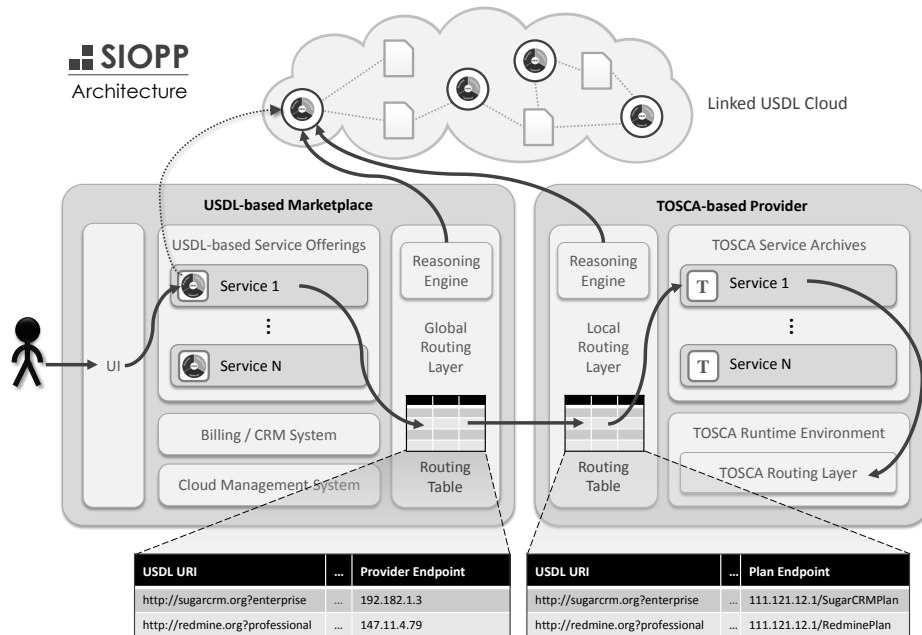 SIOPP
Architecture
Linked USDL Cloud
USDL-based Marketplace
UI
USDL-based Service Offerings
Service 1
Service N
Billing / CRM System
Cloud Management System
Reasoning
Engine
Global
Routing
Layer
Routing
Table
TOSCA-based Provider
Reasoning
Engine
Local
Routing
Layer
Routing
Table
TOSCA Service Archives
T Service 1
T Service N
TOSCA Runtime Environment
TOSCA Routing Layer
USDL URI ... Provider Endpoint
http://sugarcrm.org?enterprise ... 192.182.1.3
http://redmine.org?professional ... 147.11.4.79
USDL URI ... Plan Endpoint
http://sugarcrm.org?enterprise ... 111.121.12.1/SugarCRMPlan
http://redmine.org?professional ... 111.121.12.1/RedminePlan